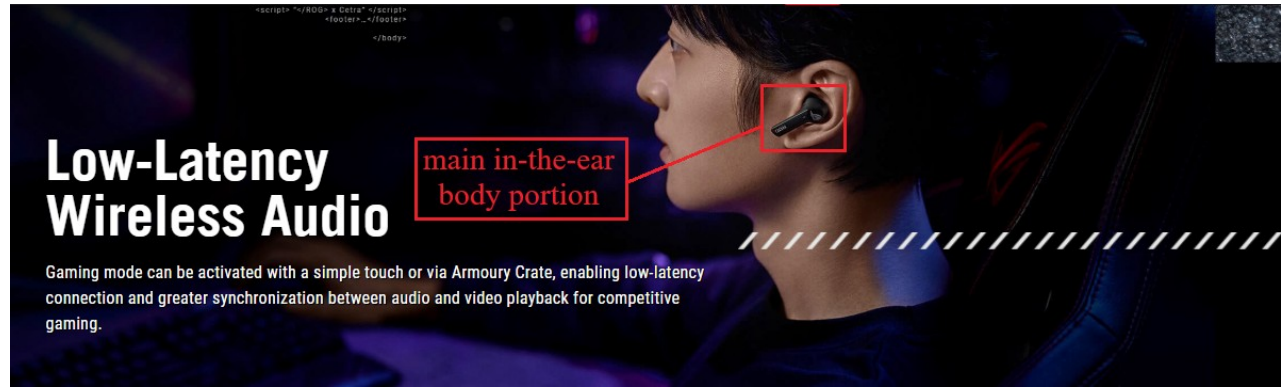 <script> "</ROG> x Cetra" </script>
<footer>_</footer>
</body>
Low-Latency
Wireless Audio
main in-the-ear
body portion
Gaming mode can be activated with a simple touch or via Armoury Crate, enabling low-latency
connection and greater synchronization between audio and video playback for competitive
gaming.